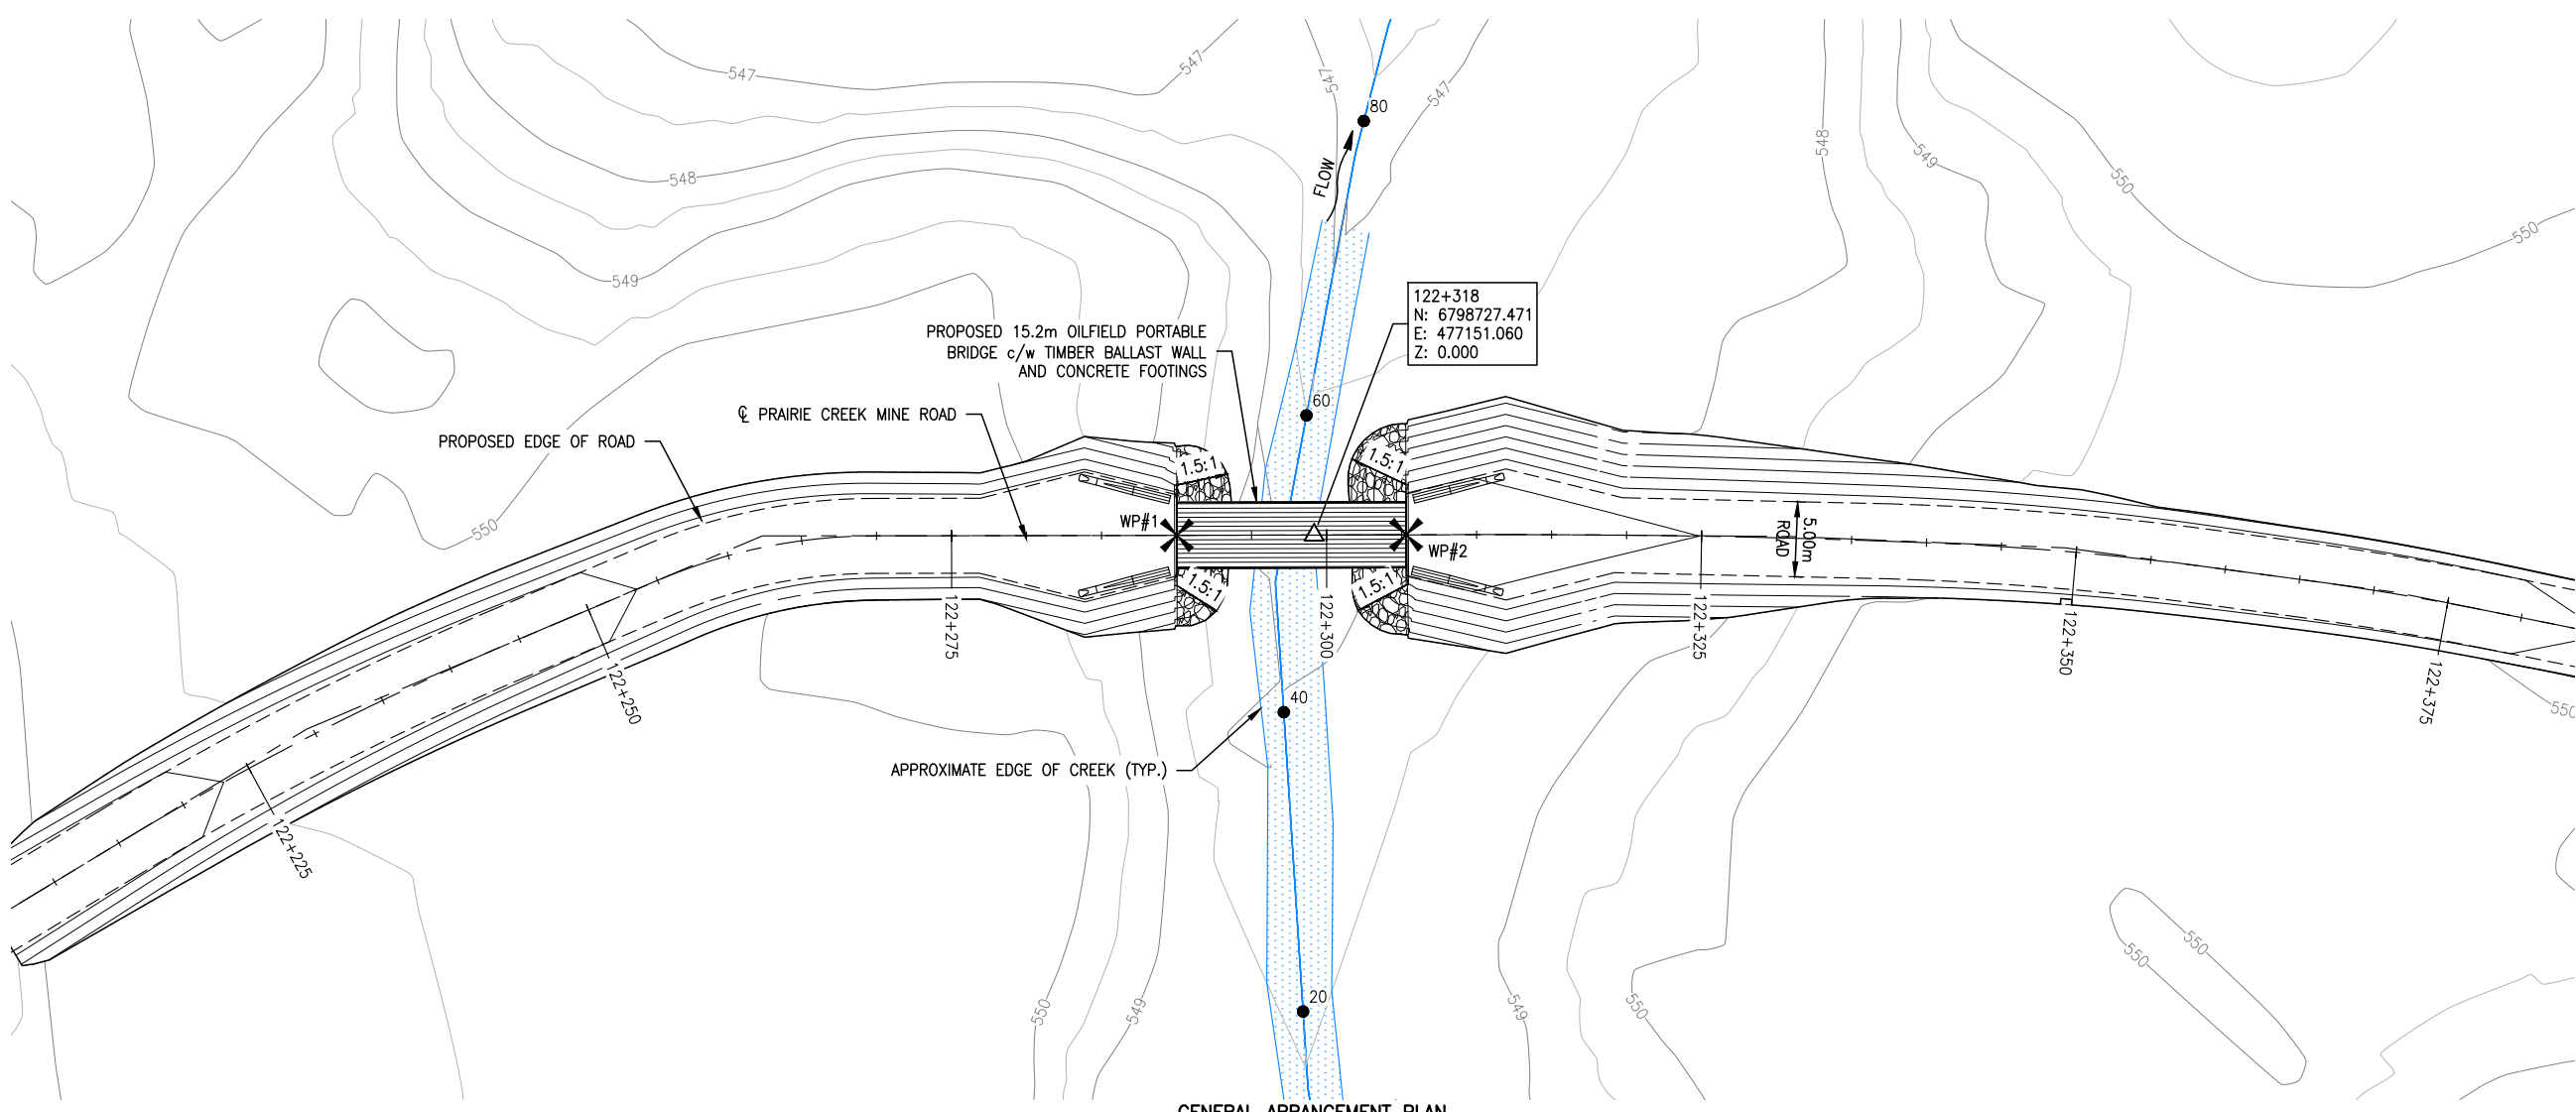 547
547
547
547
80
548
549
548
549
550
550
FLOW
550
122+318
N: 6798727.471
E: 477151.060
Z: 0.000
PROPOSED 15.2m OILFIELD PORTABLE
BRIDGE c/w TIMBER BALLAST WALL
AND CONCRETE FOOTINGS
60
℄ PRAIRIE CREEK MINE ROAD
PROPOSED EDGE OF ROAD
1.5:1
1.5:1
WP#1
WP#2
5.00m
ROAD
1.5:1
1.5:1
122+225
122+250
122+275
122+300
122+325
122+350
122+375
40
APPROXIMATE EDGE OF CREEK (TYP.)
550
20
550
549
549
550
550
550
GENERAL ARRANGEMENT PLAN